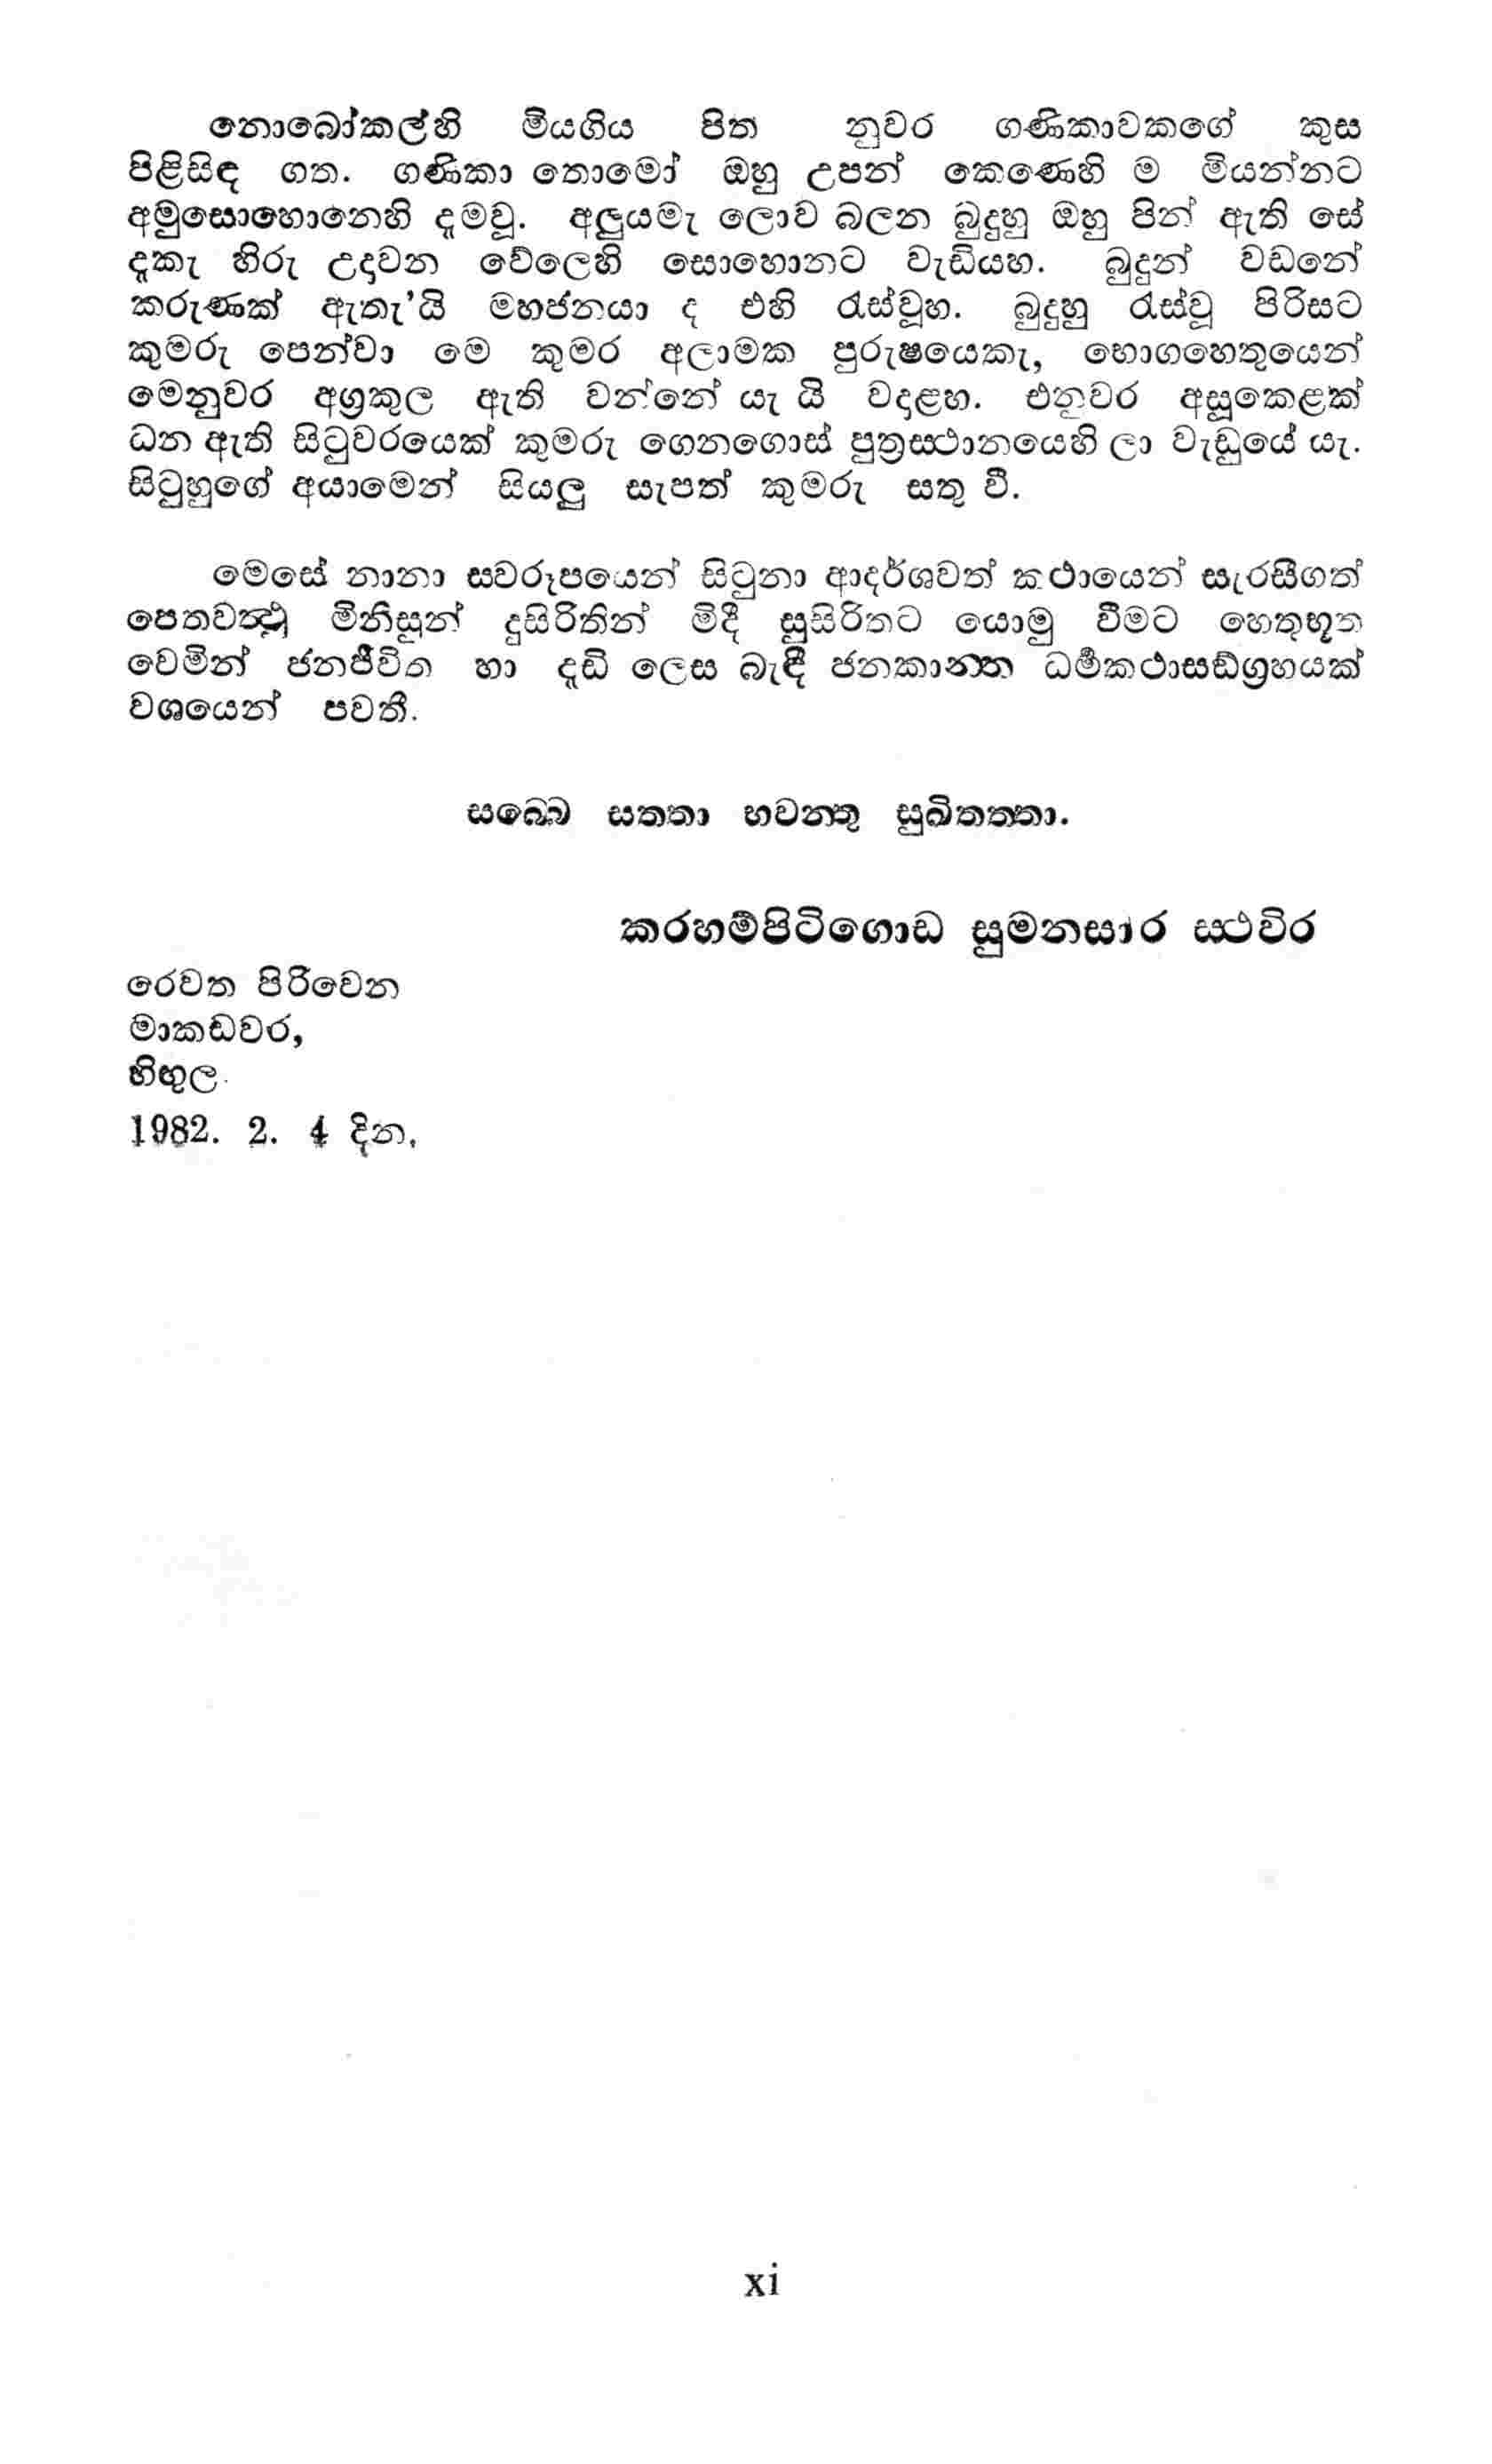 නොබෝකල්හි මියගිය පිත නුවර ගණිකාවකගේ කුස
පිළිසිඳ ගත. ගණිකා තොමෝ ඔහු උපන් කෙණෙහි ම මියන්නට
අමුසොහොනෙහි දැමවූ. අලුයමැ ලොව බලන බුදුහු ඔහු පින් ඇති සේ
දැකැ හිරු උදාවන වේලෙහි සොහොනට වැඩියහ. බුදුන් වඩනේ
කරුණක් ඇතැ'යි මහජනයා ද එහි රැස්වූහ. බුදුහු රැස්වූ පිරිසට
කුමරු පෙන්වා මෙ කුමර අලාමක පුරුෂයෙකැ, භොගහෙතුයෙන්
මෙනුවර අග්‍රකුල ඇති වන්නේ යැ යි වදාළහ. එනුවර අසූකෙළක්
ධන ඇති සිටුවරයෙක් කුමරු ගෙනගොස් පුත්‍රස්ථානයෙහි ලා වැඩුයේ යැ.
සිටුහුගේ අයාමෙන් සියලු සැපත් කුමරු සතු වී.
මෙසේ නානා ස්වරූපයෙන් සිටුනා ආදර්ශවත් කථායෙන් සැරසීගත්
පෙතවත්‍ථු මිනිසුන් දුසිරිතින් මිදී සුසිරිතට යොමු වීමට හෙතුභූත
වෙමින් ජනජීවිත හා දැඩි ලෙස බැඳී ජනකාන්ත ධර්‍මකථාසඞ්ග්‍රහයක්
වශයෙන් පවතී.
සබ්බෙ සත්තා භවන්තු සුඛිතත්තා.
කරහම්පිටිගොඩ සුමනසාර ස්ථවිර
රෙවත පිරිවෙන
මාකඩවර,
හිඟුල.
1982. 2. 4 දින.
xi